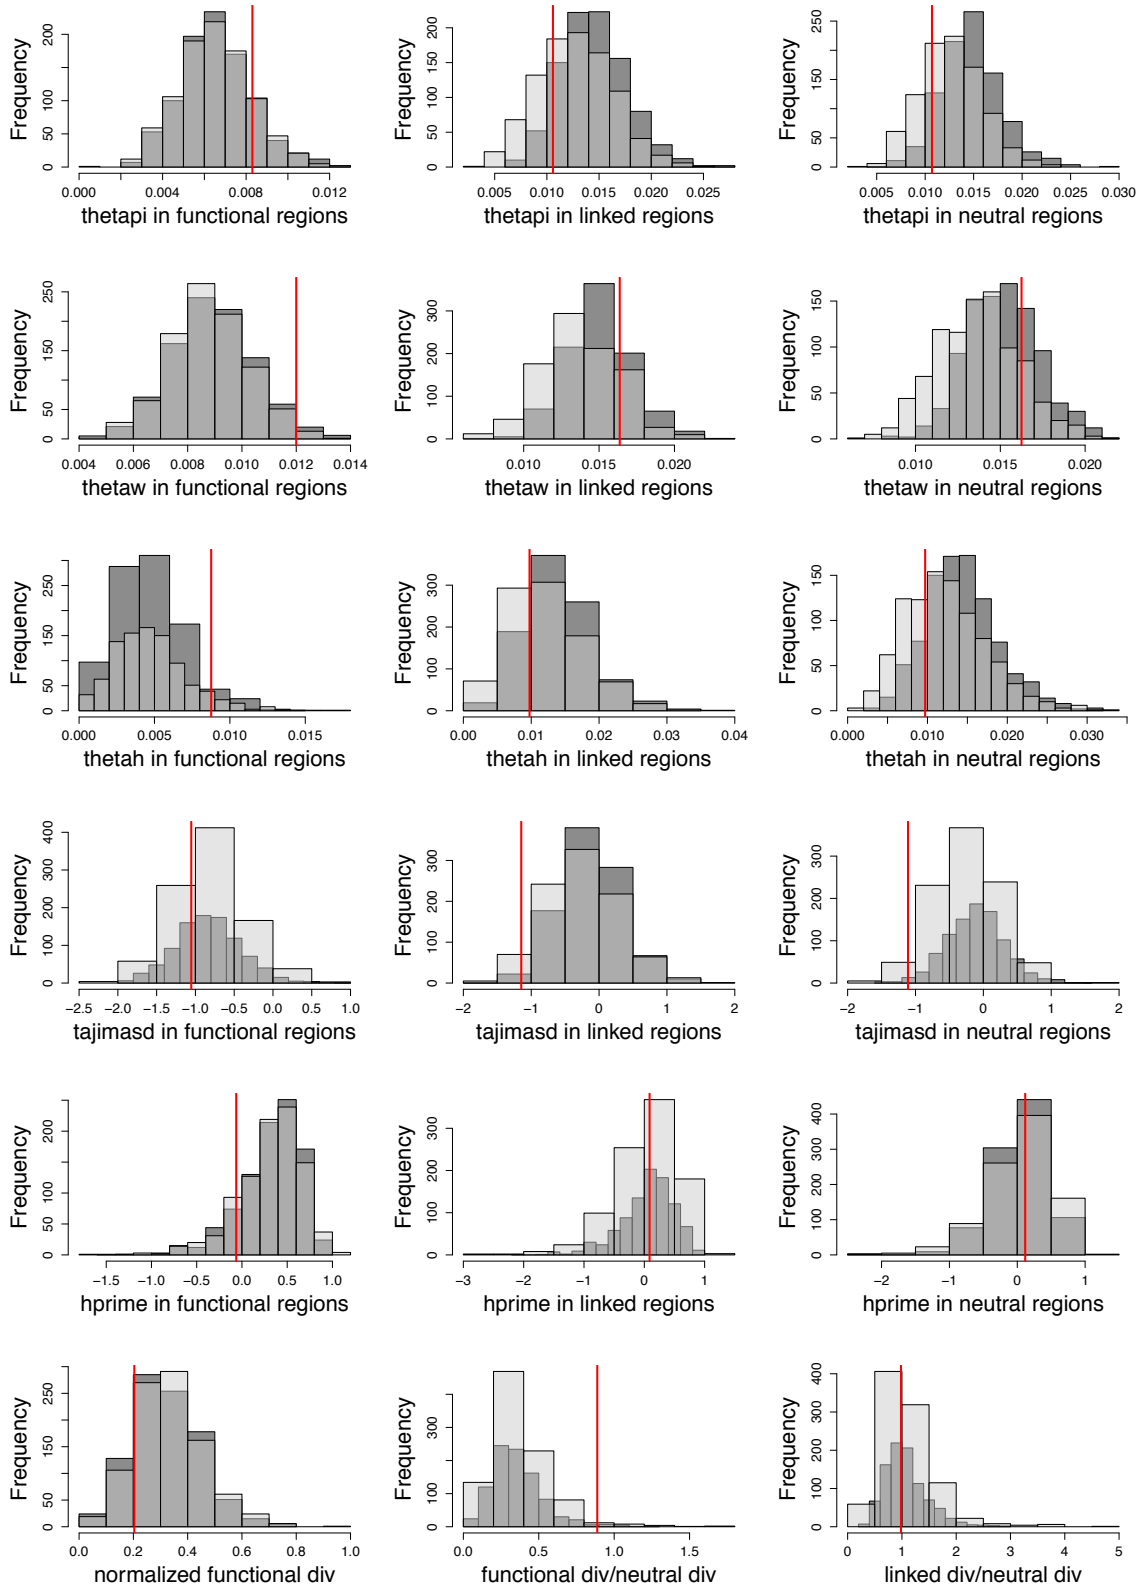 Frequency
0 50 100 150 200
0.000 0.004 0.008 0.012
thetapi in functional regions
Frequency
0 50 100 150 200
0.005 0.010 0.015 0.020 0.025
thetapi in linked regions
Frequency
0 50 100 150 200 250
0.005 0.010 0.015 0.020 0.025 0.030
thetapi in neutral regions
Frequency
0 50 150 250
0.004 0.006 0.008 0.010 0.012 0.014
thetaw in functional regions
Frequency
0 100 200 300
0.010 0.015 0.020
thetaw in linked regions
Frequency
0 50 100 150
0.010 0.015 0.020
thetaw in neutral regions
Frequency
0 50 150 250
0.000 0.005 0.010 0.015
thetah in functional regions
Frequency
0 100 200 300
0.00 0.01 0.02 0.03 0.04
thetah in linked regions
Frequency
0 50 100 150
0.000 0.010 0.020 0.030
thetah in neutral regions
Frequency
0 100 200 300 400
−2.5 −2.0 −1.5 −1.0 −0.5 0.0 0.5 1.0
tajimasd in functional regions
Frequency
0 100 200 300
−2 −1 0 1 2
tajimasd in linked regions
Frequency
0 100 200 300
−2 −1 0 1 2
tajimasd in neutral regions
Frequency
0 50 100 150 200
−1.5 −1.0 −0.5 0.0 0.5 1.0
hprime in functional regions
Frequency
0 100 200 300
−3 −2 −1 0 1
hprime in linked regions
Frequency
0 100 200 300 400
−2 −1 0 1
hprime in neutral regions
Frequency
0 50 150 250
0.0 0.2 0.4 0.6 0.8 1.0
normalized functional div
Frequency
0 100 300
0.0 0.5 1.0 1.5
functional div/neutral div
Frequency
0 100 200 300 400
0 1 2 3 4 5
linked div/neutral div